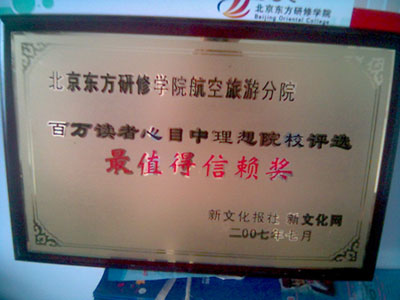 北京东方研修学院
Beijing Oriental College
北京东方研修学院航空旅游分院
百万读者心目中理想院校评选
最值得信赖奖
新文化报社 新文化网
二00七年七月